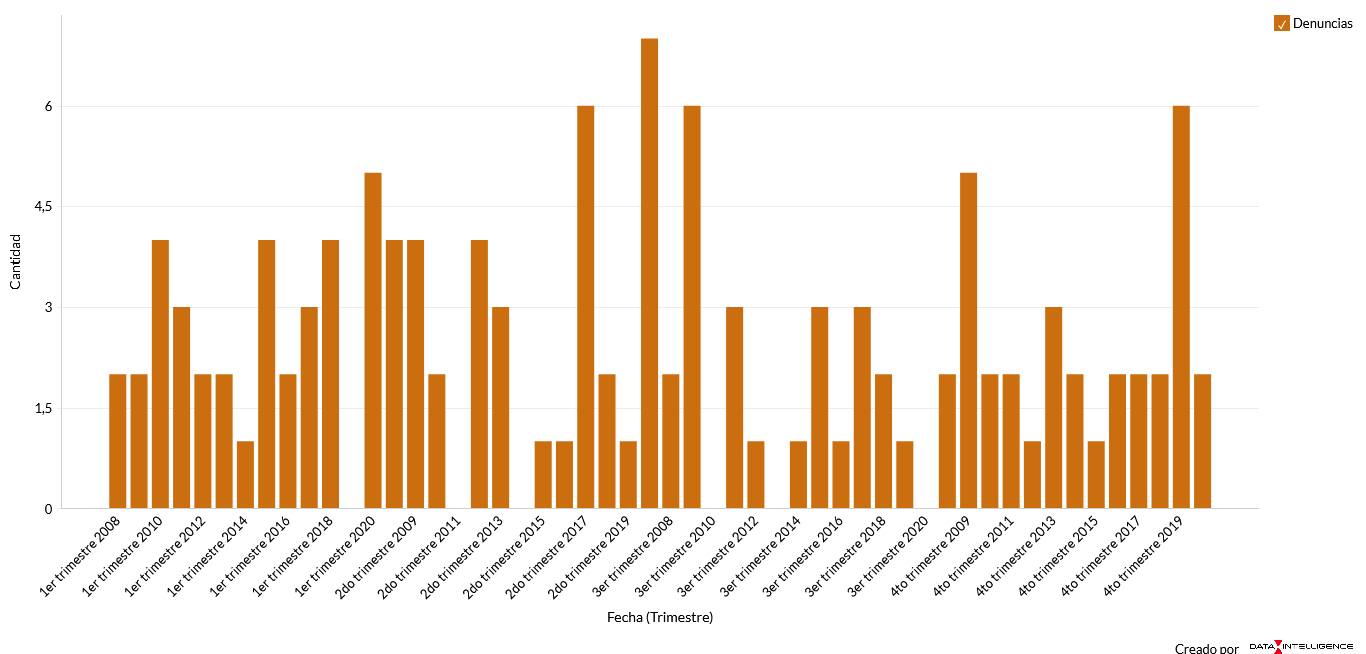 Denuncias
Cantidad
6
4,5
3
1,5
0
1er trimestre 2008
1er trimestre 2010
1er trimestre 2012
1er trimestre 2014
1er trimestre 2016
1er trimestre 2018
1er trimestre 2020
2do trimestre 2009
2do trimestre 2011
2do trimestre 2013
2do trimestre 2015
2do trimestre 2017
2do trimestre 2019
3er trimestre 2008
3er trimestre 2010
3er trimestre 2012
3er trimestre 2014
3er trimestre 2016
3er trimestre 2018
3er trimestre 2020
4to trimestre 2009
4to trimestre 2011
4to trimestre 2013
4to trimestre 2015
4to trimestre 2017
4to trimestre 2019
Fecha (Trimestre)
Creado por DATA INTELLIGENCE